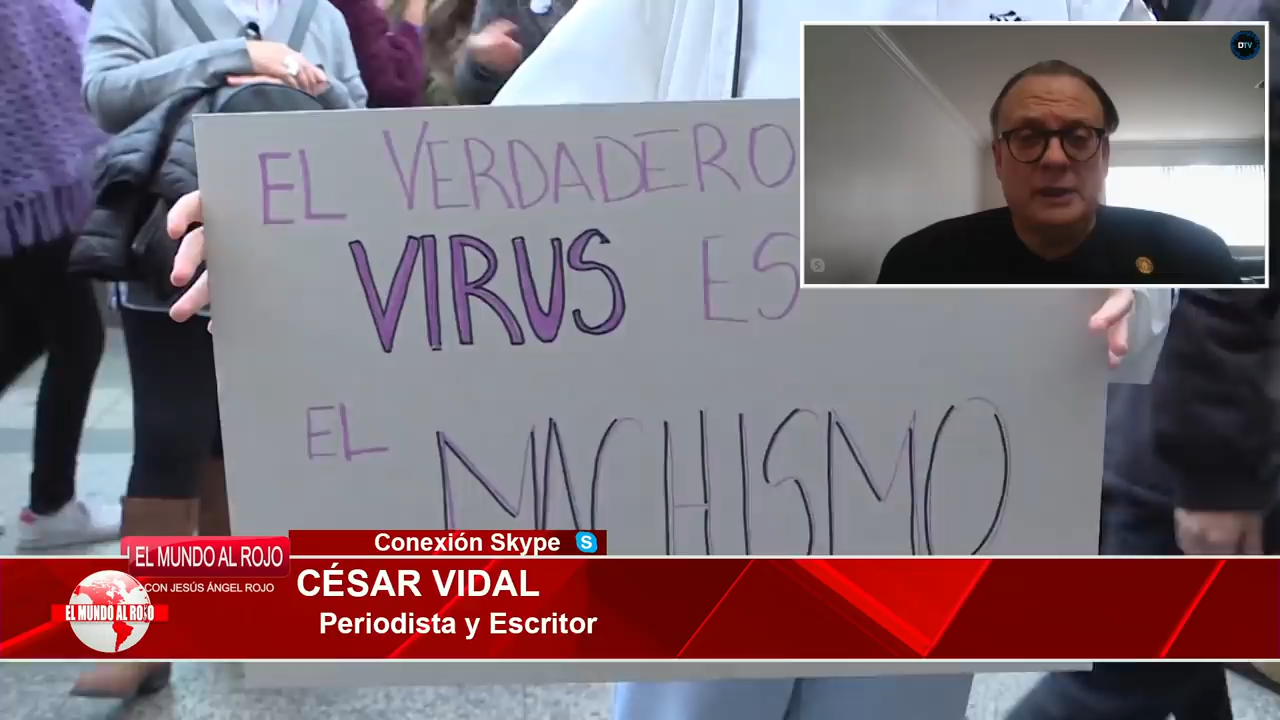 EL VERDADERO
VIRUS ES
EL MACHISMO
DTV
Conexión Skype
EL MUNDO AL ROJO
CON JESÚS ÁNGEL ROJO
EL MUNDO AL ROJO
CÉSAR VIDAL
Periodista y Escritor